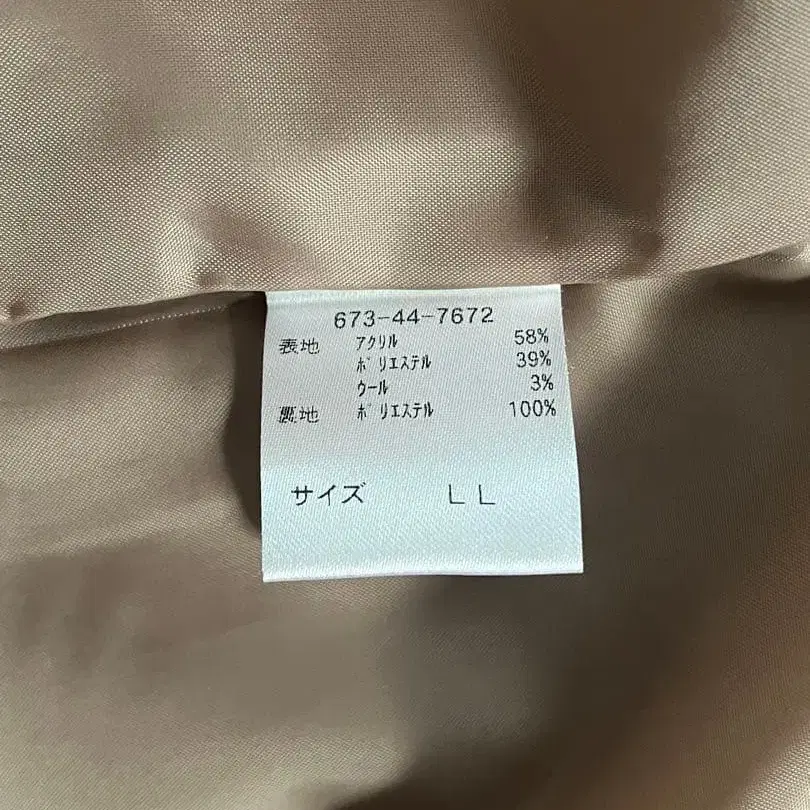 673-44-7672
表地 アクリル 58%
ポリエステル 39%
ウール 3%
裏地 ポリエステル 100%
サイズ LL